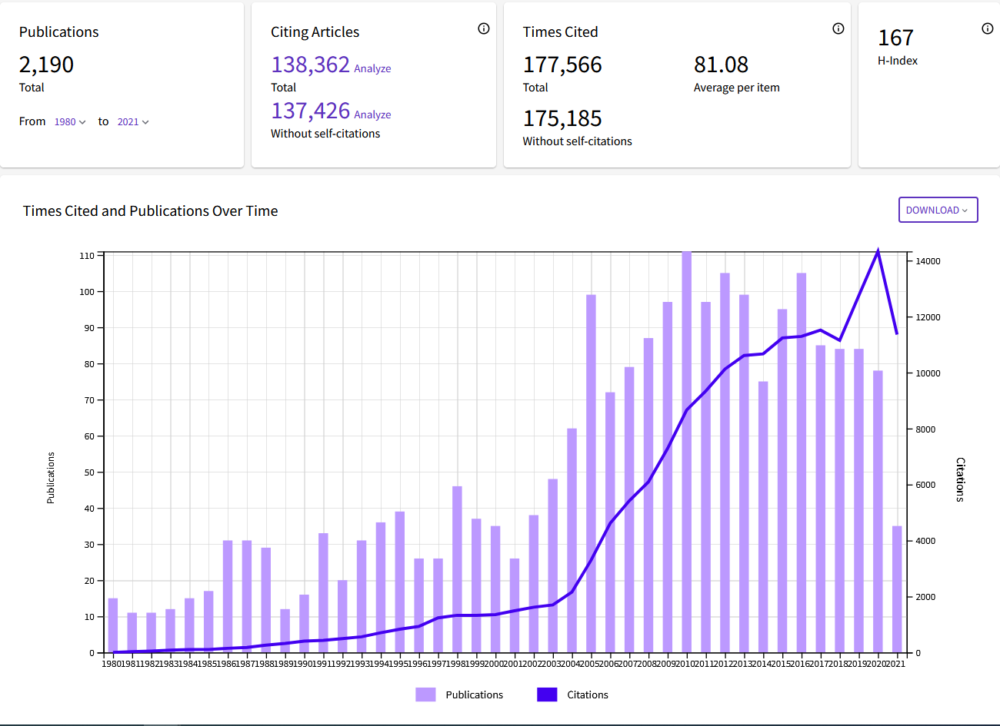 Publications
2,190
Total
From 1980 to 2021
Citing Articles
138,362 Analyze
Total
137,426 Analyze
Without self-citations
Times Cited
177,566
Total
175,185
Without self-citations
81.08
Average per item
167
H-Index
Times Cited and Publications Over Time
DOWNLOAD
110
100
90
80
70
60
50
40
30
20
10
0
Publications
14000
12000
10000
8000
6000
4000
2000
0
Citations
1980 1981 1982 1983 1984 1985 1986 1987 1988 1989 1990 1991 1992 1993 1994 1995 1996 1997 1998 1999 2000 2001 2002 2003 2004 2005 2006 2007 2008 2009 2010 2011 2012 2013 2014 2015 2016 2017 2018 2019 2020 2021
Publications Citations